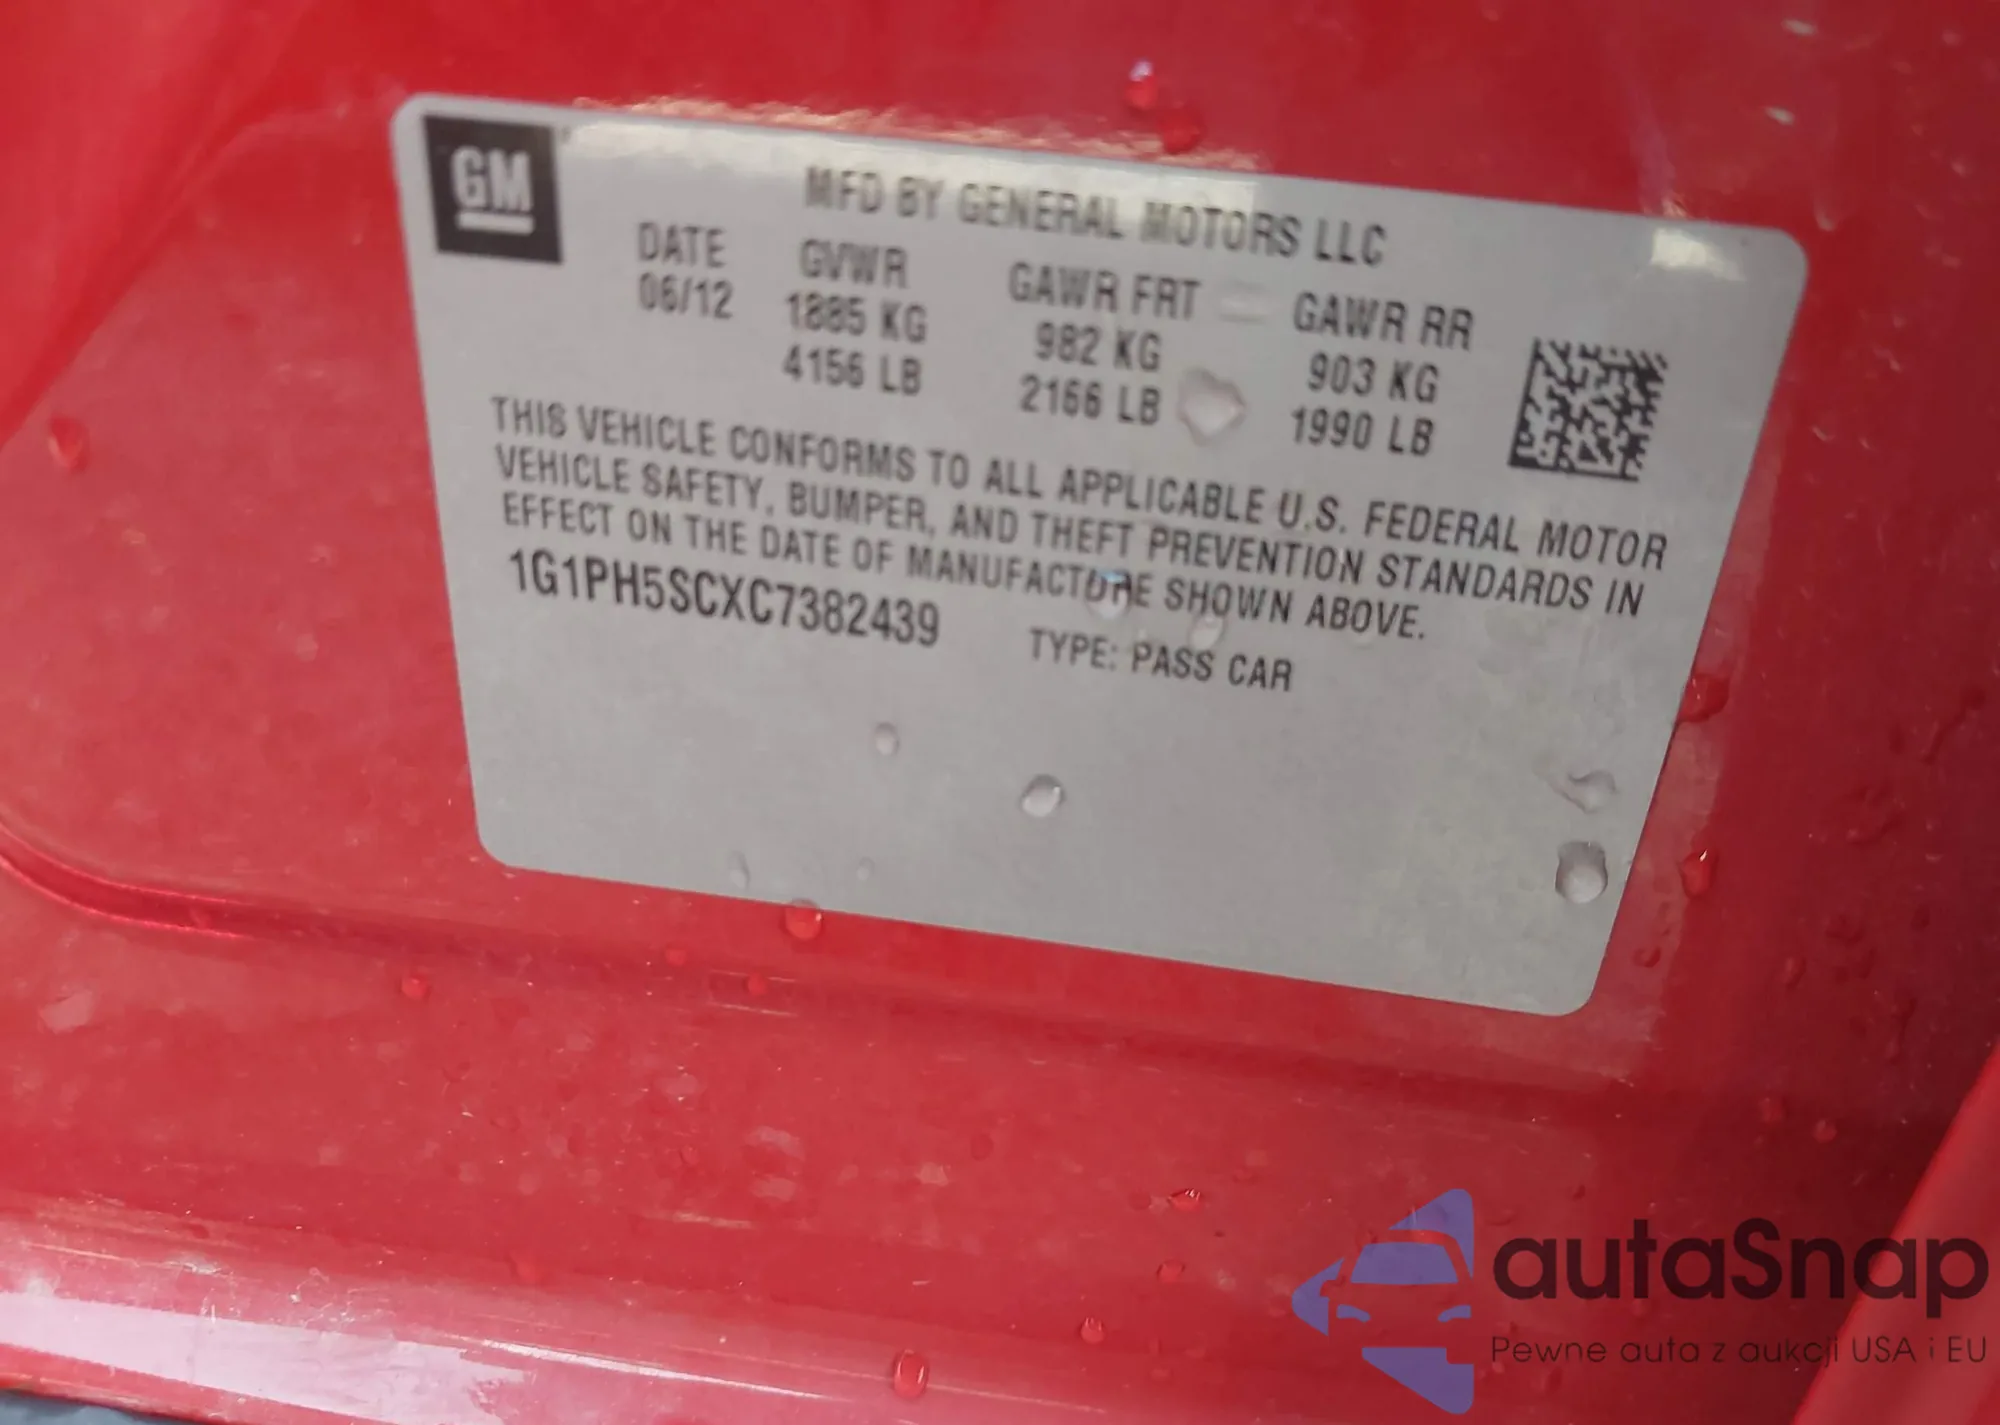 GM
MFD BY GENERAL MOTORS LLC
DATE GVWR GAWR FRT GAWR RR
06/12 1885 KG 982 KG 903 KG
4156 LB 2166 LB 1990 LB
THIS VEHICLE CONFORMS TO ALL APPLICABLE U.S. FEDERAL MOTOR
VEHICLE SAFETY, BUMPER, AND THEFT PREVENTION STANDARDS IN
EFFECT ON THE DATE OF MANUFACTURE SHOWN ABOVE.
1G1PH5SCXC7382439 TYPE: PASS CAR
autaSnap
Pewne auta z aukcji USA i EU